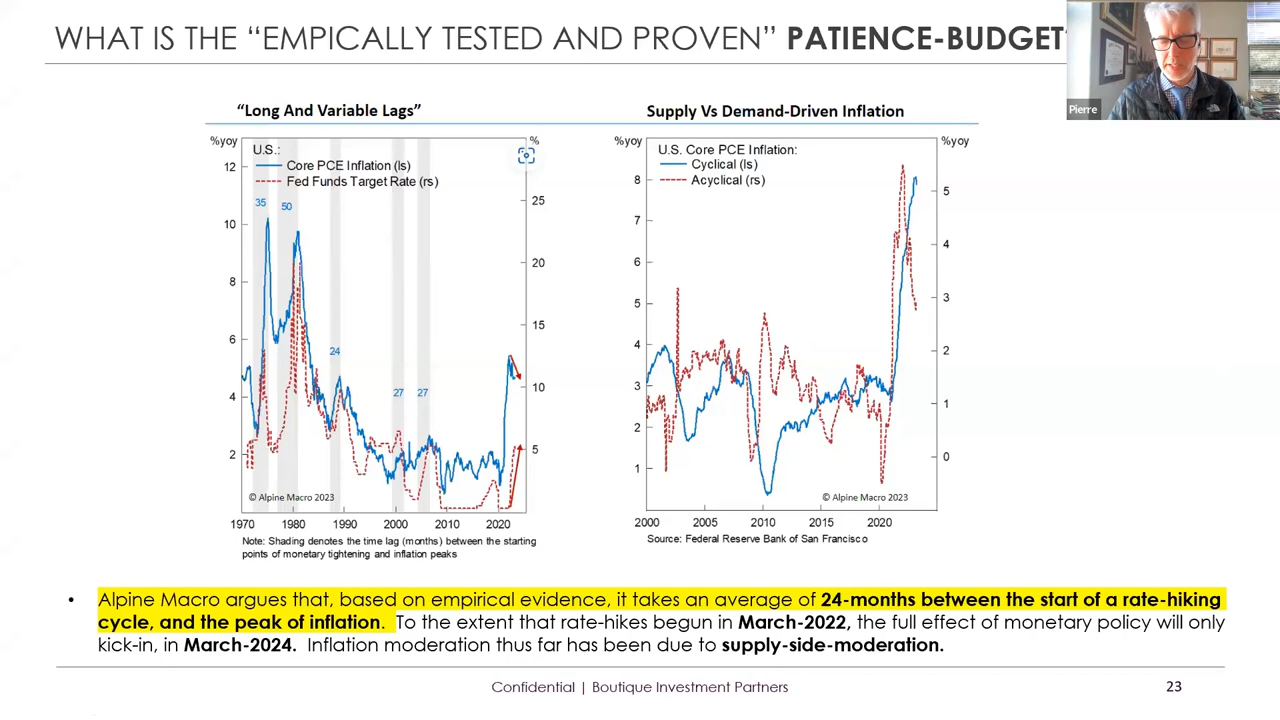 WHAT IS THE “EMPICALLY TESTED AND PROVEN” PATIENCE-BUDGET
Pierre
“Long And Variable Lags”
%yoy
%
U.S.:
Core PCE Inflation (ls)
Fed Funds Target Rate (rs)
12
10
8
6
4
2
25
20
15
10
5
35
50
24
27
27
© Alpine Macro 2023
1970 1980 1990 2000 2010 2020
Note: Shading denotes the time lag (months) between the starting
points of monetary tightening and inflation peaks
Supply Vs Demand-Driven Inflation
%yoy
%yoy
U.S. Core PCE Inflation:
Cyclical (ls)
Acyclical (rs)
8
7
6
5
4
3
2
1
5
4
3
2
1
0
© Alpine Macro 2023
2000 2005 2010 2015 2020
Source: Federal Reserve Bank of San Francisco
• Alpine Macro argues that, based on empirical evidence, it takes an average of 24-months between the start of a rate-hiking
cycle, and the peak of inflation. To the extent that rate-hikes begun in March-2022, the full effect of monetary policy will only
kick-in, in March-2024. Inflation moderation thus far has been due to supply-side-moderation.
Confidential | Boutique Investment Partners
23